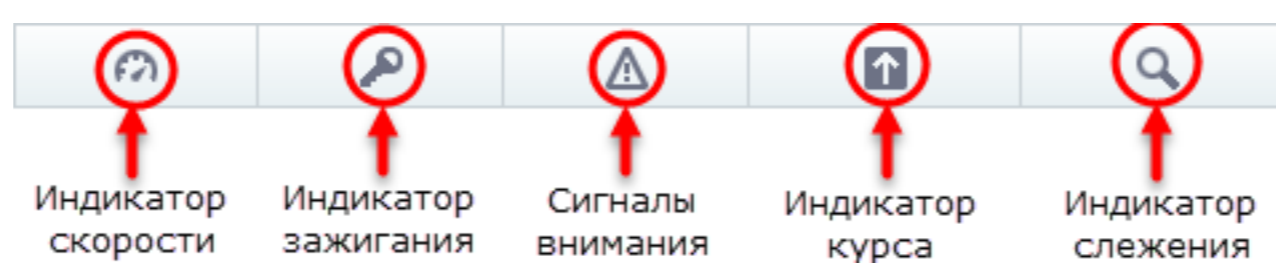 Индикатор скорости
Индикатор зажигания
Сигналы внимания
Индикатор курса
Индикатор слежения